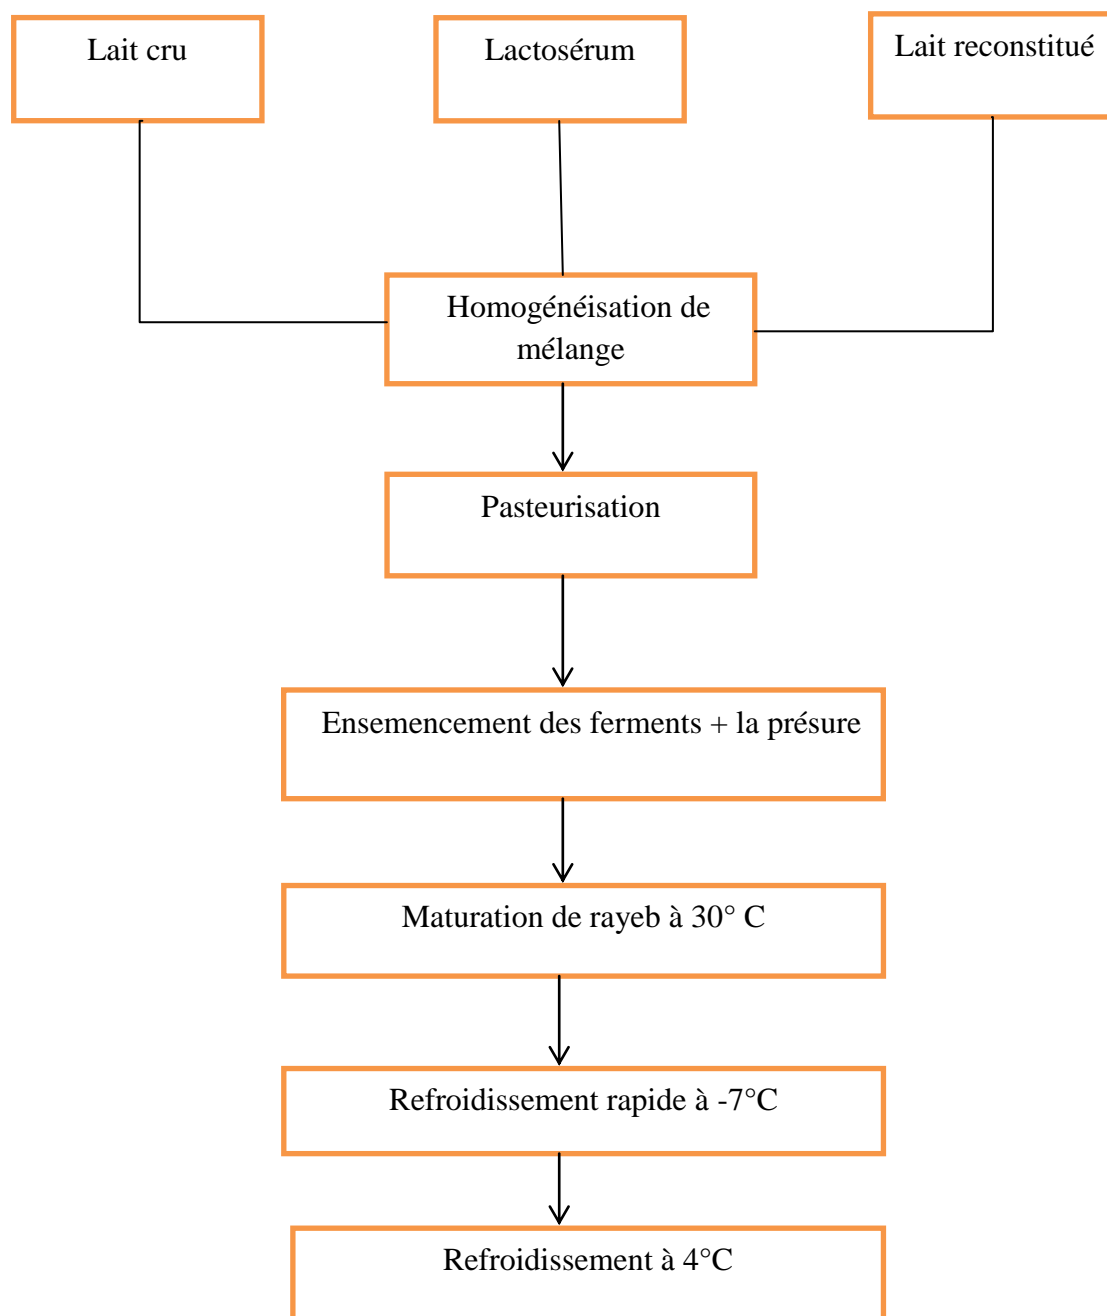 Lait cru
Lactosérum
Lait reconstitué
Homogénéisation de
mélange
Pasteurisation
Ensemencement des ferments + la présure
Maturation de rayeb à 30° C
Refroidissement rapide à -7°C
Refroidissement à 4°C